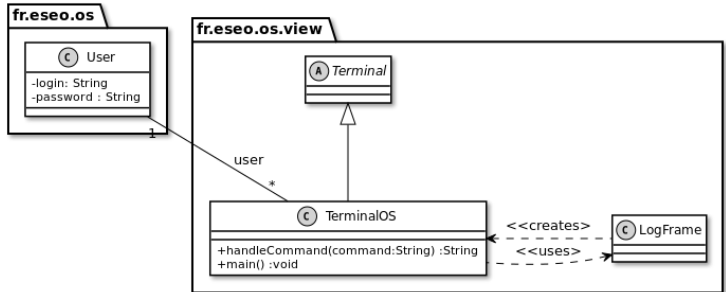 fr.eseo.os
C User
-login: String
-password : String
1
user
*
fr.eseo.os.view
A Terminal
C TerminalOS
+handleCommand(command:String) :String
+main() :void
<<creates>
<<uses>
C LogFrame